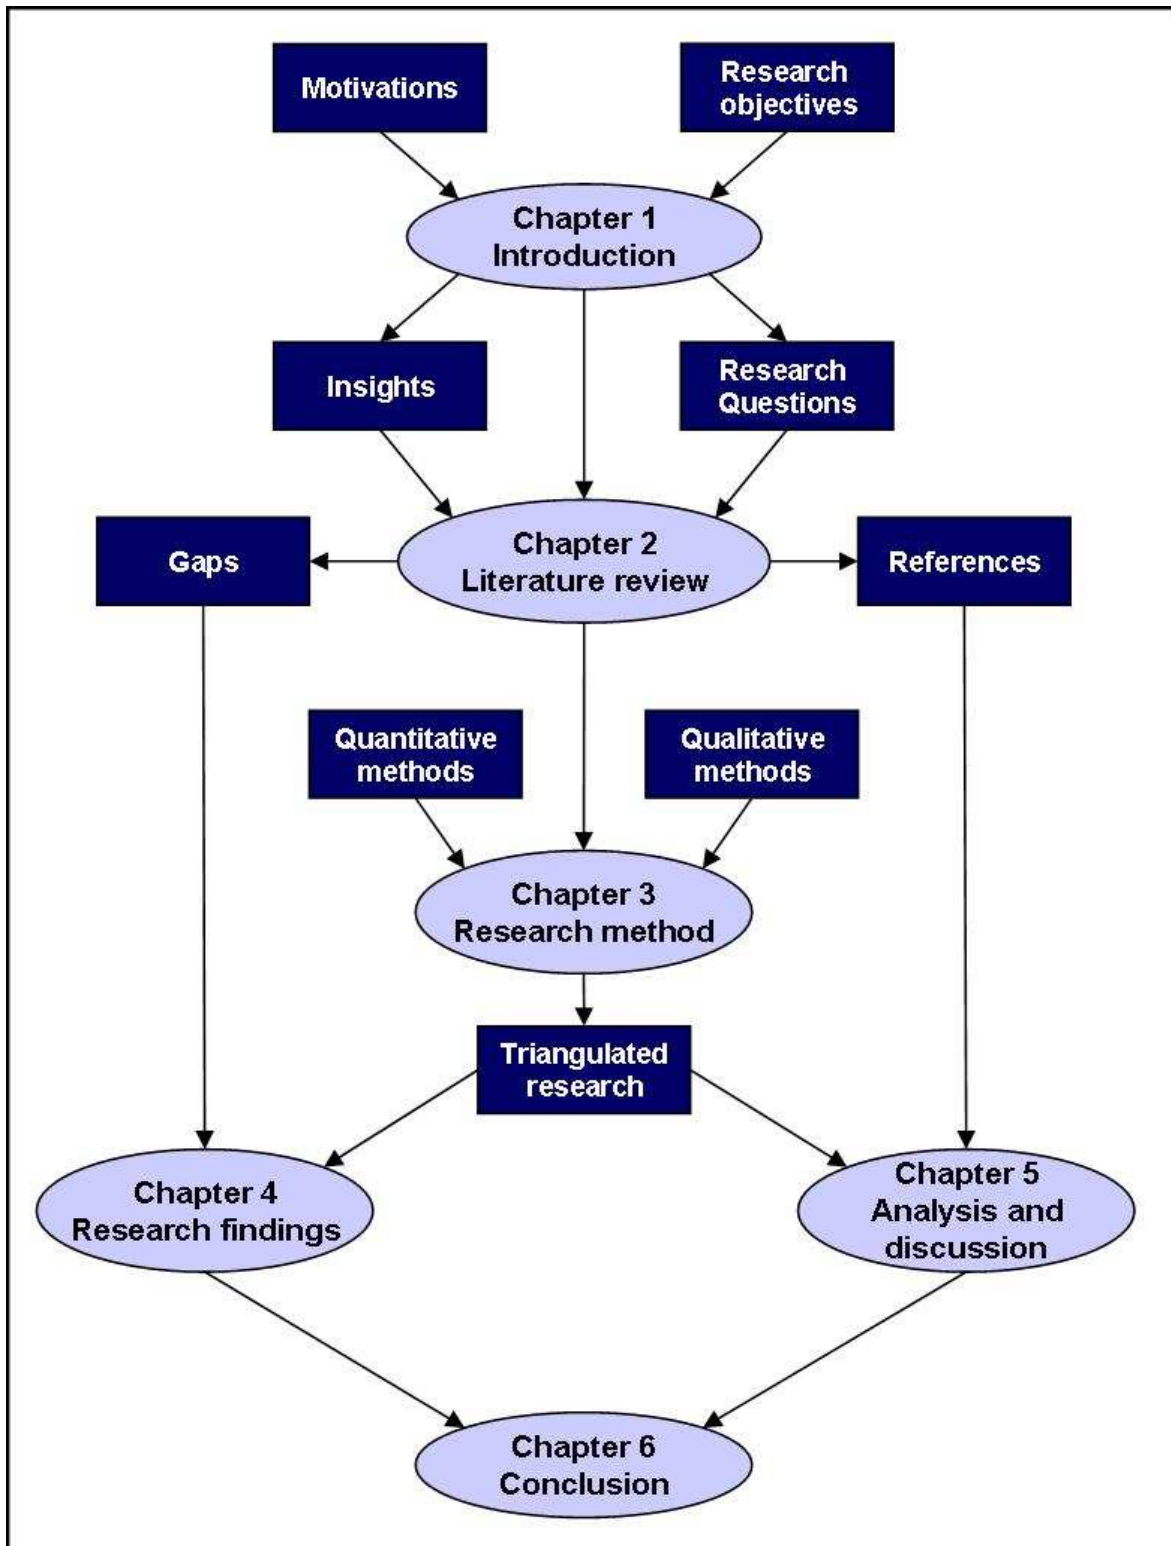 Motivations
Research
objectives
Chapter 1
Introduction
Insights
Research
Questions
Gaps
Chapter 2
Literature review
References
Quantitative
methods
Qualitative
methods
Chapter 3
Research method
Triangulated
research
Chapter 4
Research findings
Chapter 5
Analysis and
discussion
Chapter 6
Conclusion